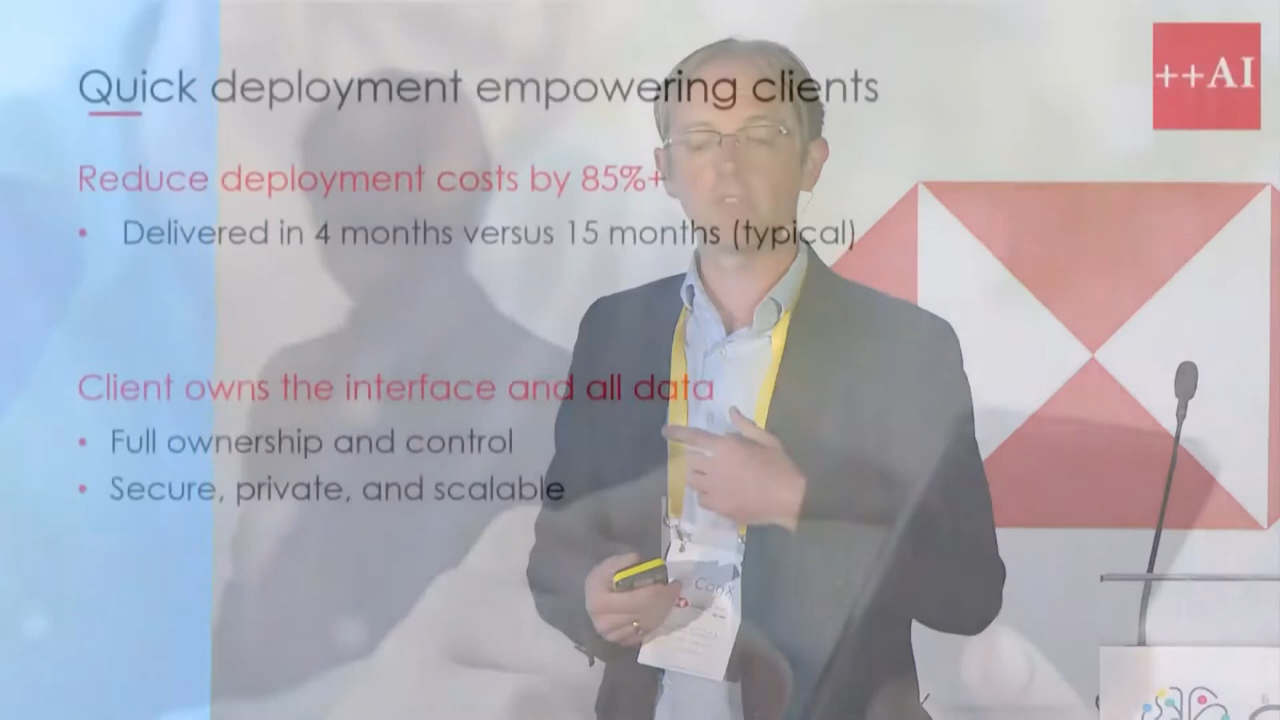 Quick deployment empowering clients
++AI
Reduce deployment costs by 85%+
• Delivered in 4 months versus 15 months (typical)
Client owns the interface and all data
• Full ownership and control
• Secure, private, and scalable
ConX